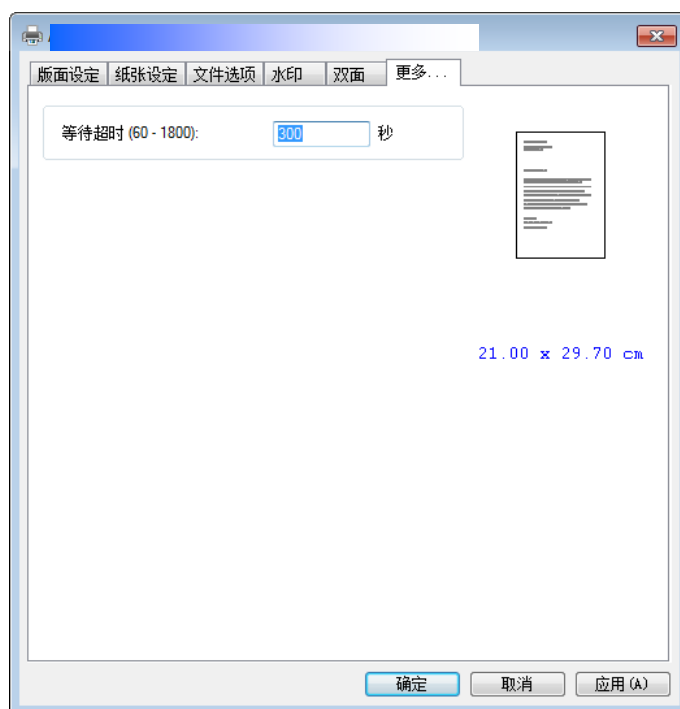 版面设定 纸张设定 文件选项 水印 双面 更多...
等待超时 (60 - 1800): 300 秒
21.00 x 29.70 cm
确定 取消 应用(A)